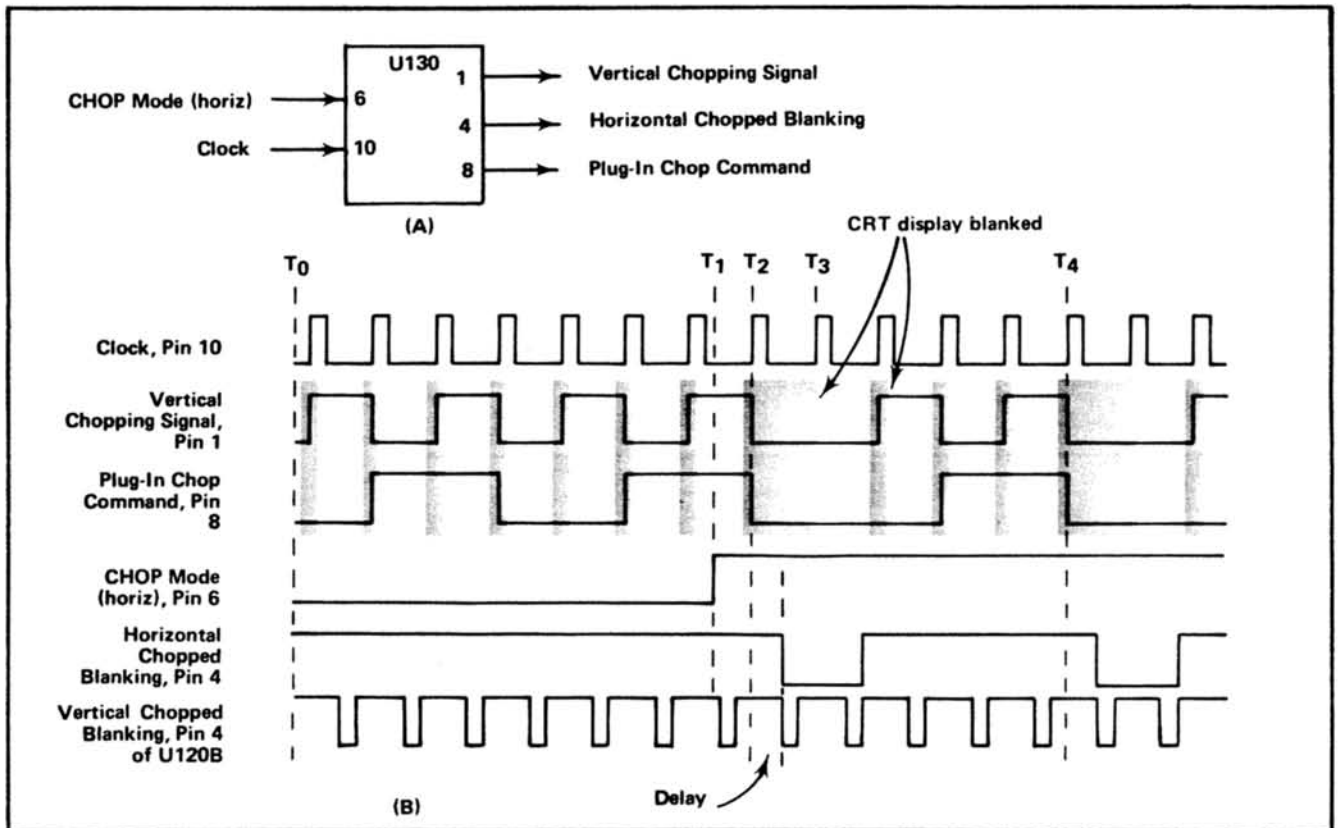 U130
1
Vertical Chopping Signal
CHOP Mode (horiz)
6
4
Horizontal Chopped Blanking
Clock
10
8
Plug-In Chop Command
(A)
CRT display blanked
T0
T1
T2
T3
T4
Clock, Pin 10
Vertical
Chopping Signal,
Pin 1
Plug-In Chop
Command, Pin
8
CHOP Mode
(horiz), Pin 6
Horizontal
Chopped
Blanking, Pin 4
Vertical Chopped
Blanking, Pin 4
of U120B
Delay
(B)